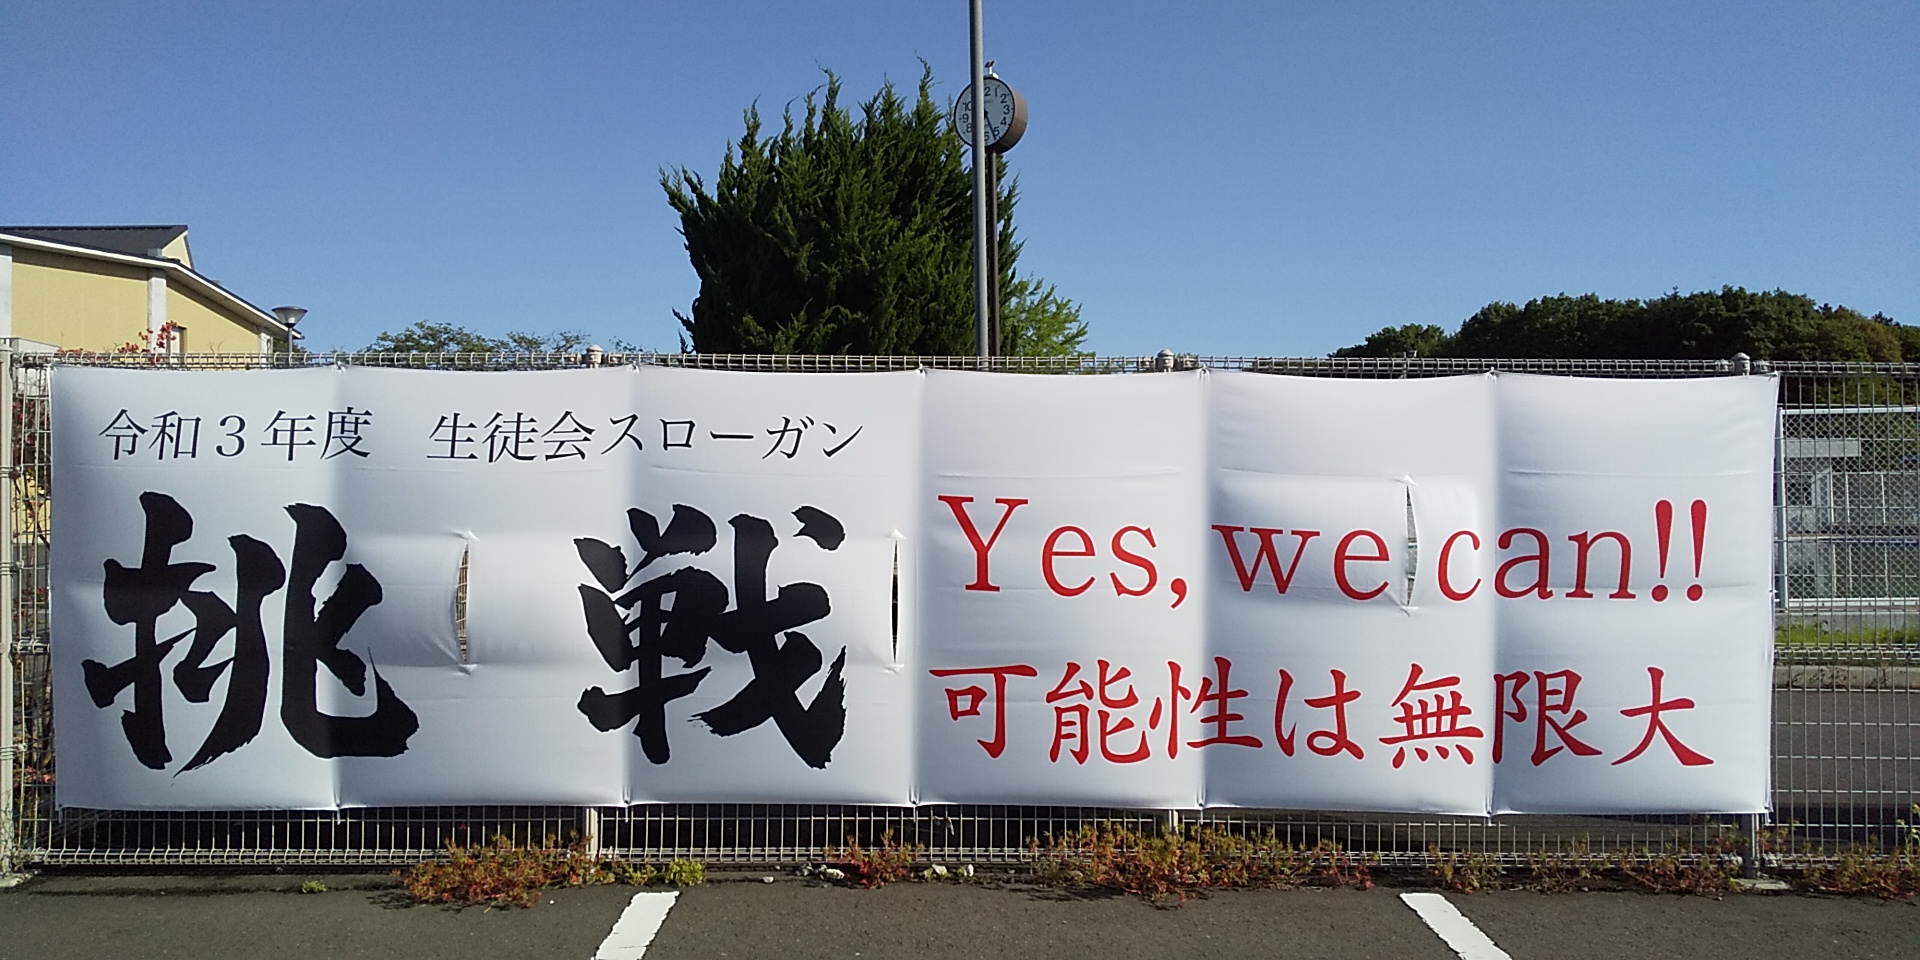 令和3年度　生徒会スローガン
挑戦
Yes, we can!!
可能性は無限大